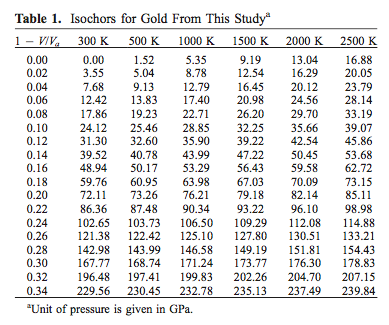 Table 1. Isochors for Gold From This Studyᵃ
1 − V/Vₐ 300 K 500 K 1000 K 1500 K 2000 K 2500 K
0.00 0.00 1.52 5.35 9.19 13.04 16.88
0.02 3.55 5.04 8.78 12.54 16.29 20.05
0.04 7.68 9.13 12.79 16.45 20.12 23.79
0.06 12.42 13.83 17.40 20.98 24.56 28.14
0.08 17.86 19.23 22.71 26.20 29.70 33.19
0.10 24.12 25.46 28.85 32.25 35.66 39.07
0.12 31.30 32.60 35.90 39.22 42.54 45.86
0.14 39.52 40.78 43.99 47.22 50.45 53.68
0.16 48.94 50.17 53.29 56.43 59.58 62.72
0.18 59.76 60.95 63.98 67.03 70.09 73.15
0.20 72.11 73.26 76.21 79.18 82.14 85.11
0.22 86.36 87.48 90.34 93.22 96.10 98.98
0.24 102.65 103.73 106.50 109.29 112.08 114.88
0.26 121.38 122.42 125.10 127.80 130.51 133.21
0.28 142.98 143.99 146.58 149.19 151.81 154.43
0.30 167.77 168.74 171.24 173.77 176.30 178.83
0.32 196.48 197.41 199.83 202.26 204.70 207.15
0.34 229.56 230.45 232.78 235.13 237.49 239.84
ᵃUnit of pressure is given in GPa.